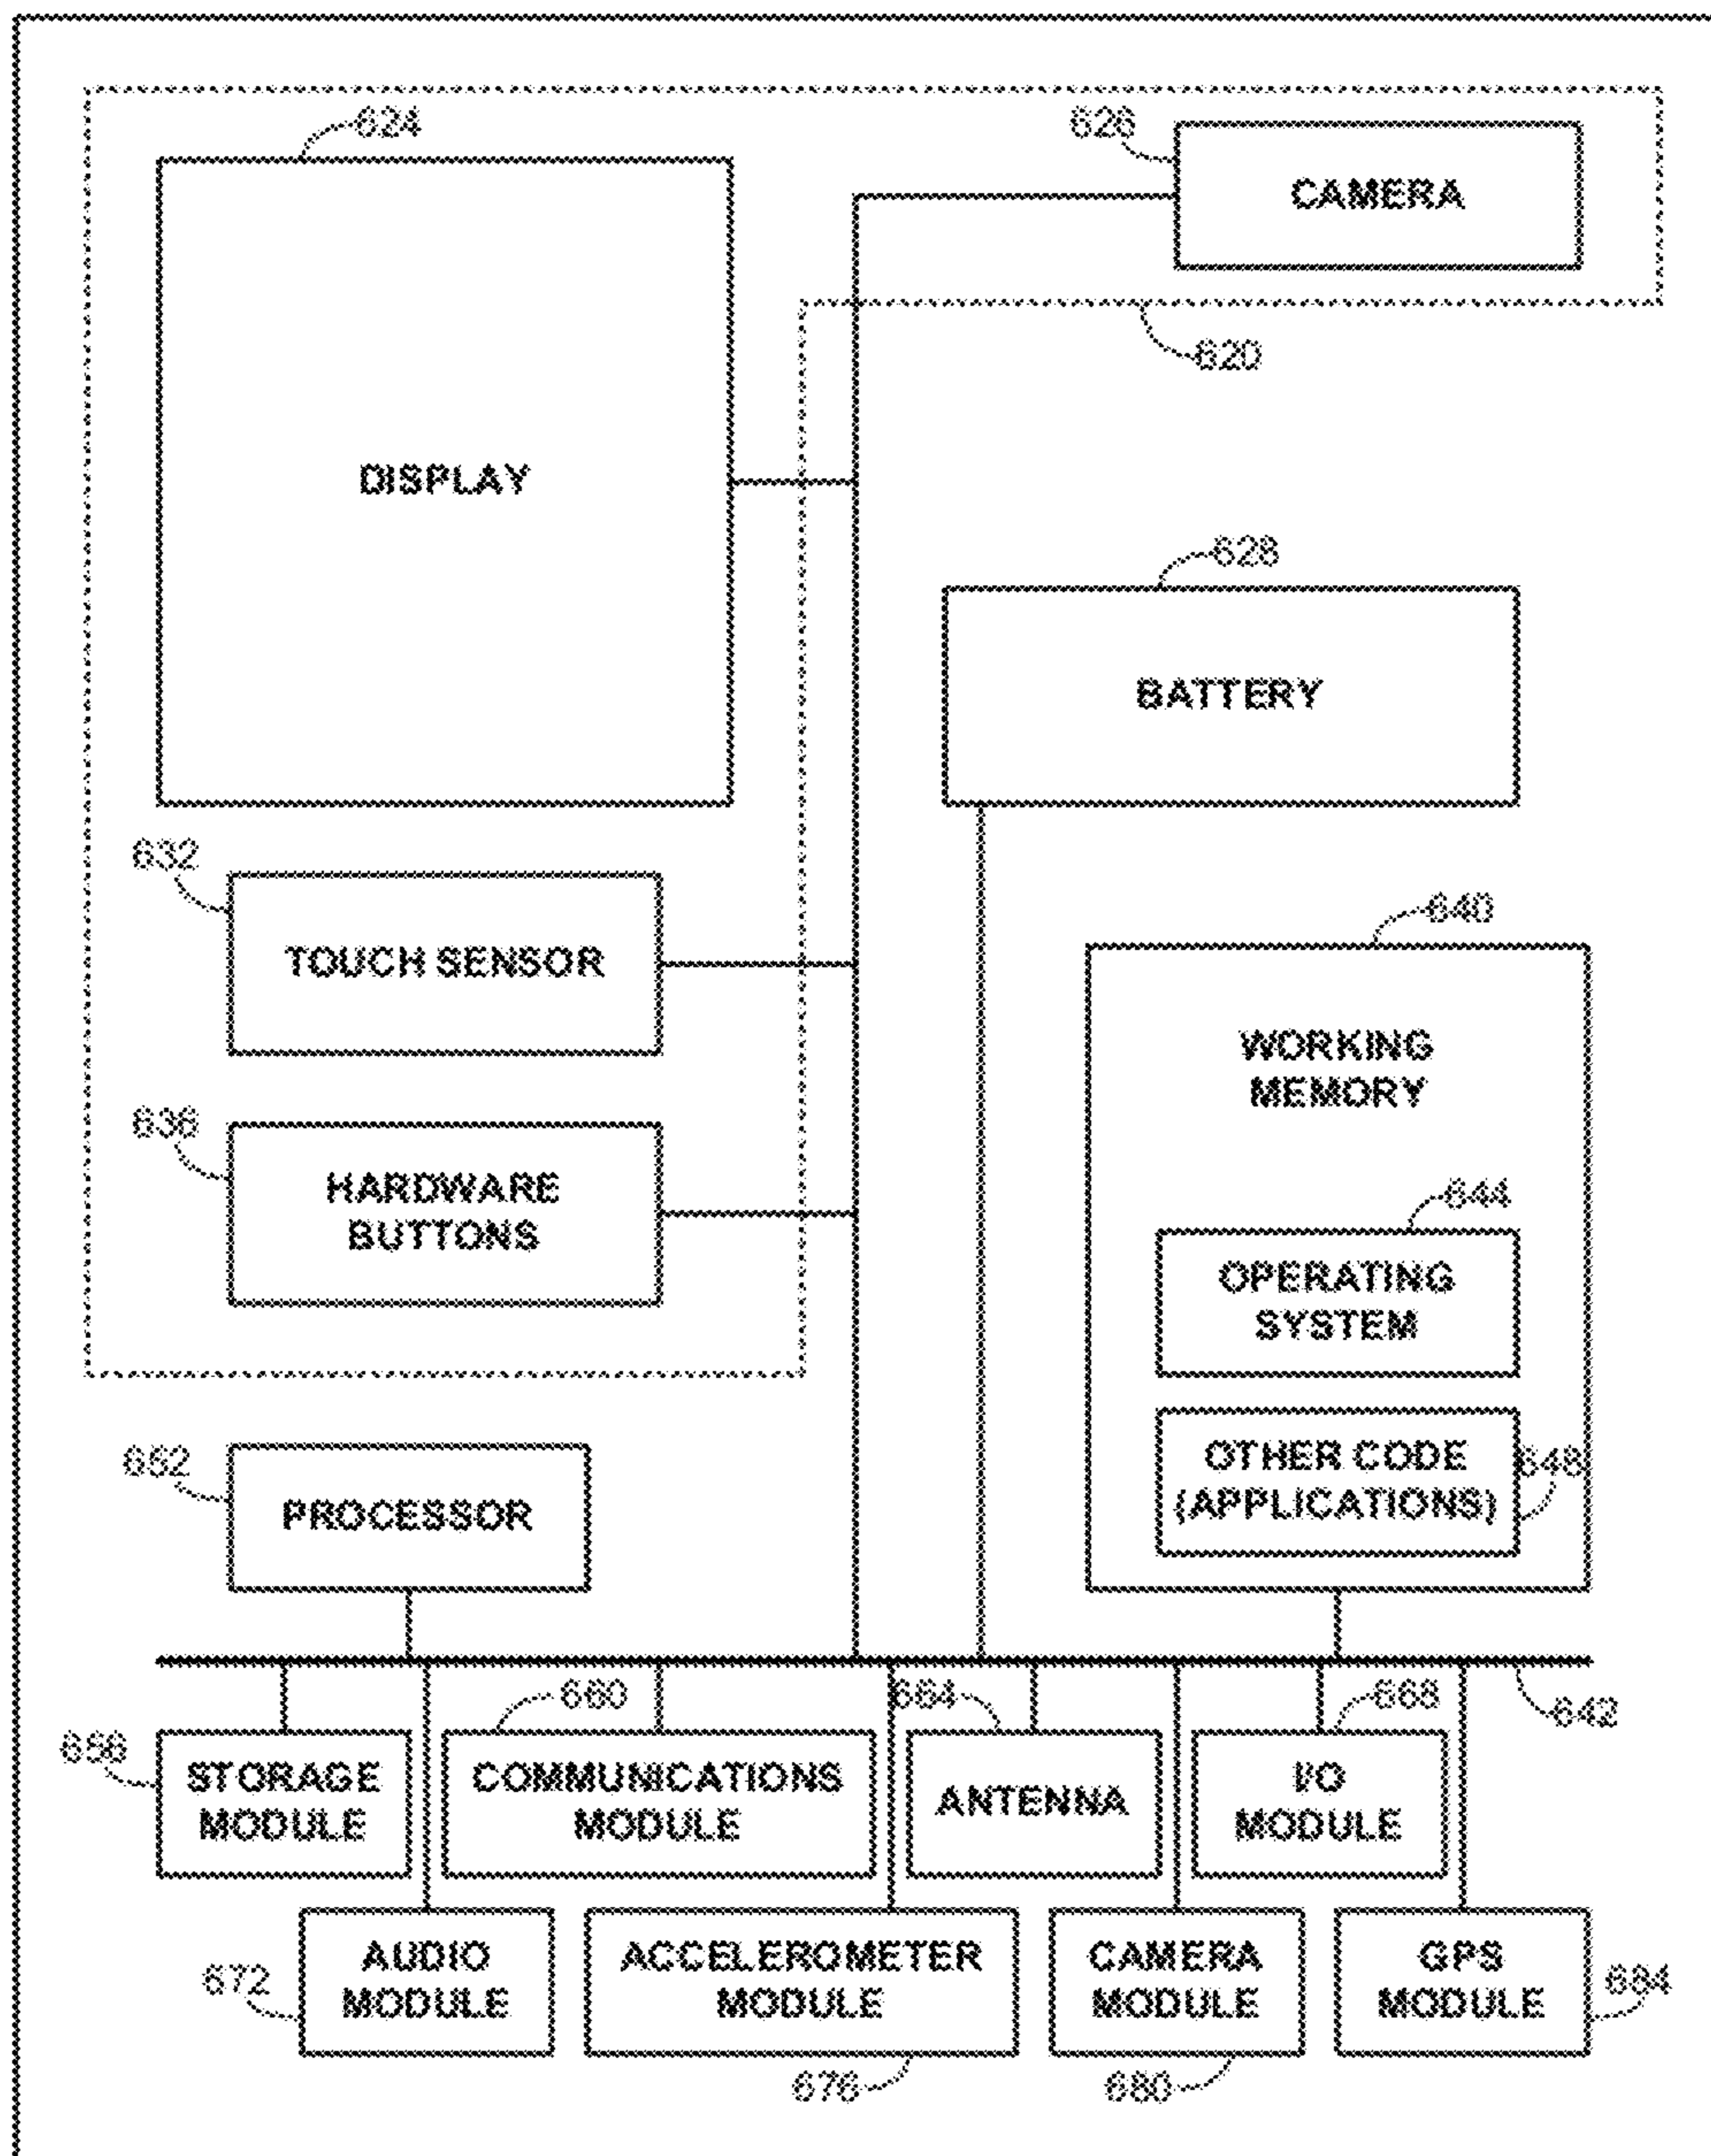 624
626
CAMERA
620
DISPLAY
628
BATTERY
632
TOUCH SENSOR
640
WORKING
MEMORY
636
HARDWARE
BUTTONS
644
OPERATING
SYSTEM
652
PROCESSOR
OTHER CODE
(APPLICATIONS)
648
660
664
668
642
656
STORAGE
MODULE
COMMUNICATIONS
MODULE
ANTENNA
I/O
MODULE
672
AUDIO
MODULE
ACCELEROMETER
MODULE
CAMERA
MODULE
GPS
MODULE
684
676
680